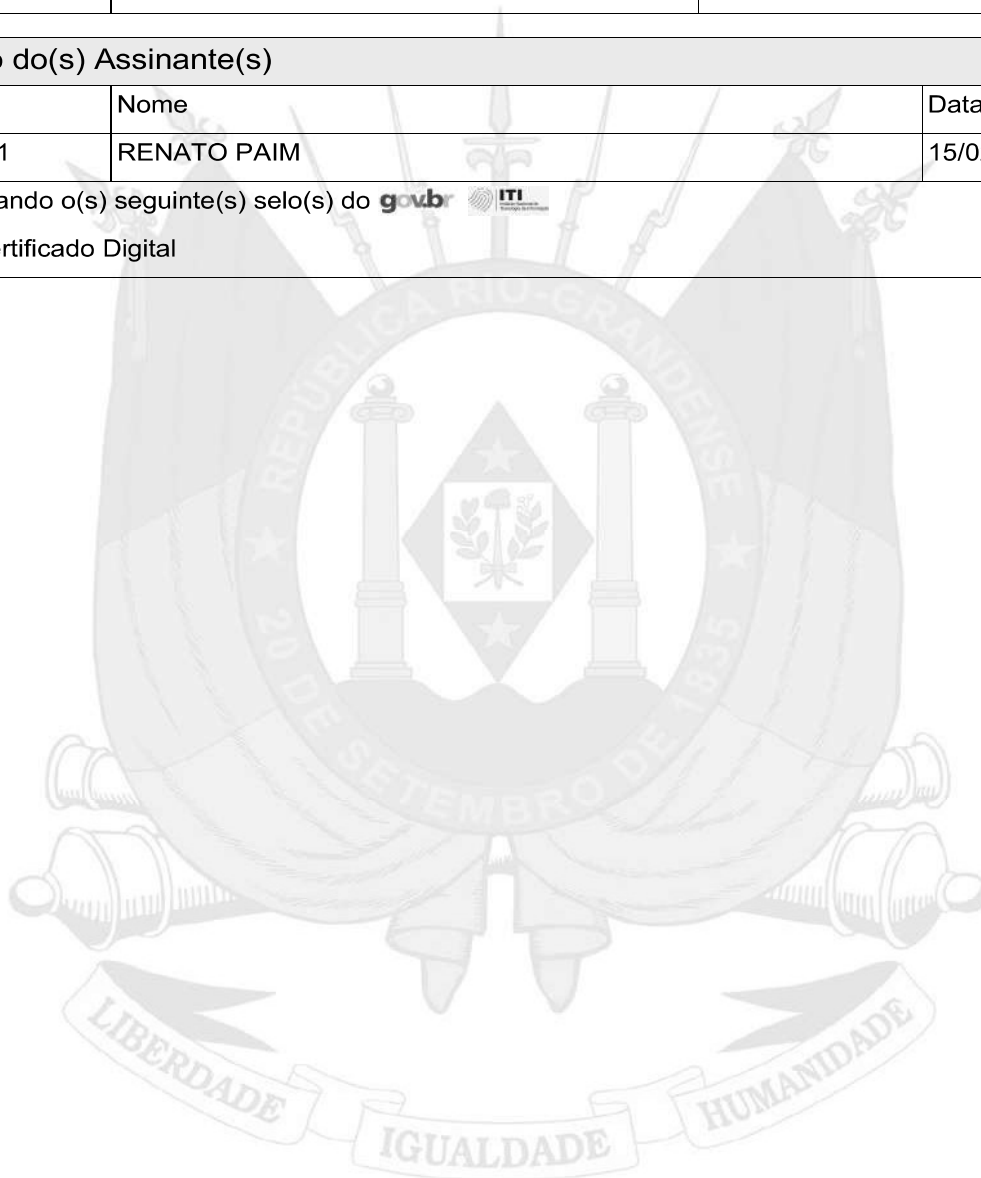 o do(s) Assinante(s)
Nome
Data
1
RENATO PAIM
15/0
ando o(s) seguinte(s) selo(s) do gov.br ITI
ertificado Digital
REPÚBLICA RIO-GRANDENSE
20 DE SETEMBRO DE 1835
LIBERDADE
IGUALDADE
HUMANIDADE